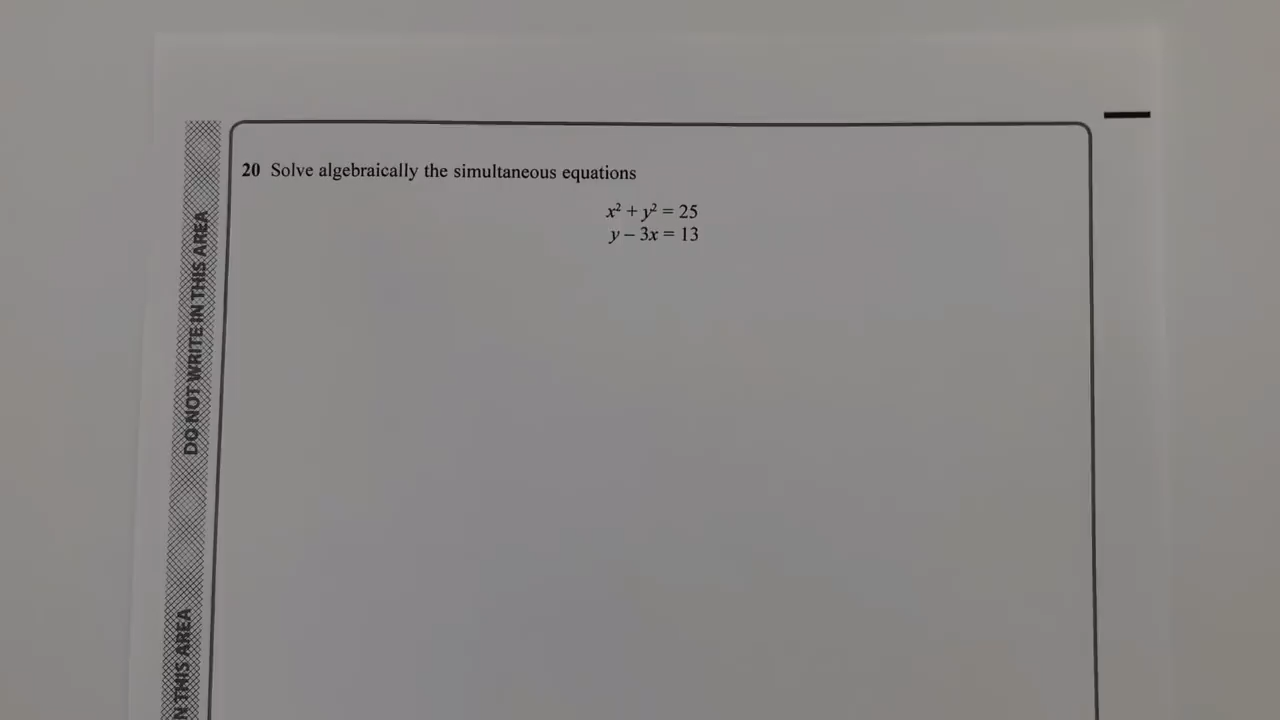 20 Solve algebraically the simultaneous equations
x² + y² = 25
y – 3x = 13
DO NOT WRITE IN THIS AREA
N THIS AREA